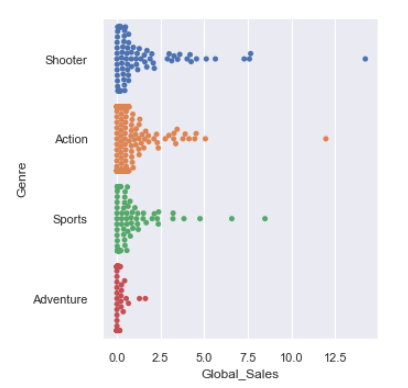 Shooter
Action
Genre
Sports
Adventure
0.0 2.5 5.0 7.5 10.0 12.5
Global_Sales